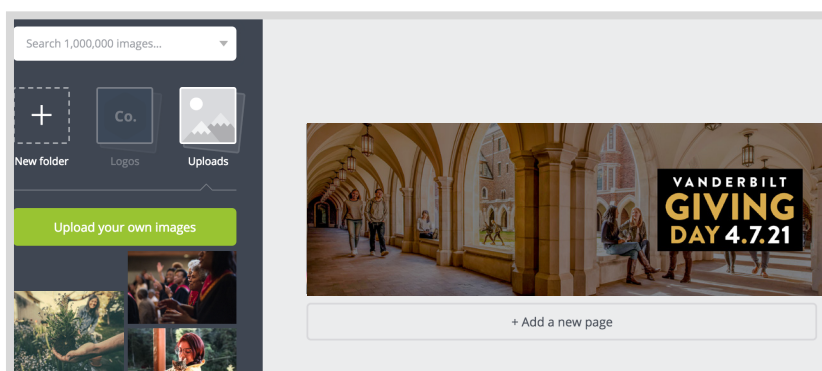 Search 1,000,000 images...
Co.
New folder
Logos
Uploads
Upload your own images
VANDERBILT
GIVING
DAY 4.7.21
+ Add a new page